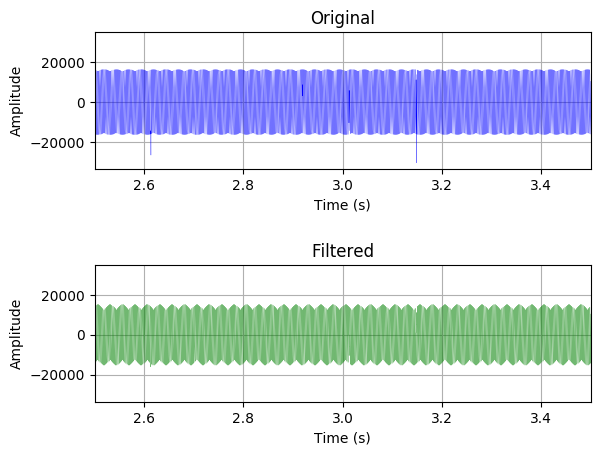 Original
Amplitude
20000
0
−20000
2.6 2.8 3.0 3.2 3.4
Time (s)
Filtered
Amplitude
20000
0
−20000
2.6 2.8 3.0 3.2 3.4
Time (s)